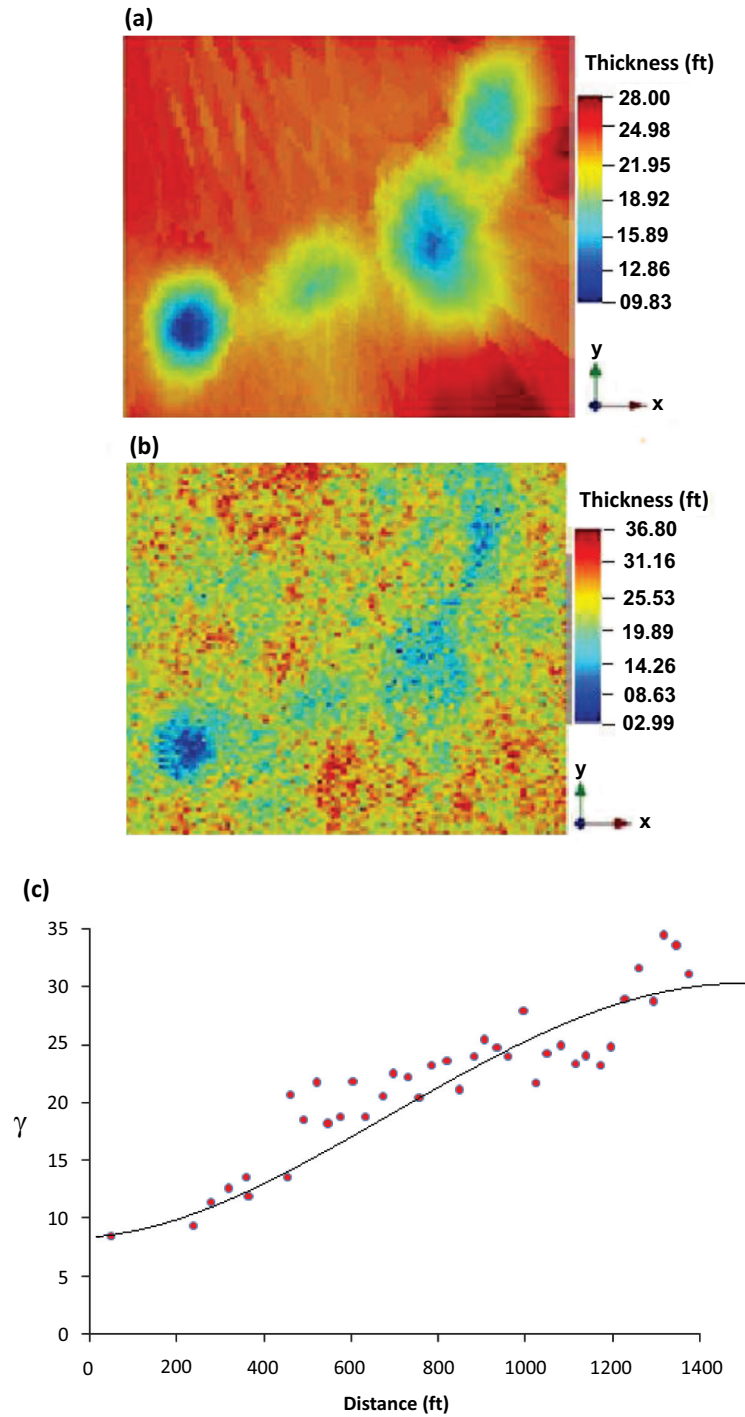 (a)
Thickness (ft)
28.00
24.98
21.95
18.92
15.89
12.86
09.83
y
x
(b)
Thickness (ft)
36.80
31.16
25.53
19.89
14.26
08.63
02.99
y
x
(c)
35
30
25
20
15
10
5
0
γ
0 200 400 600 800 1000 1200 1400
Distance (ft)